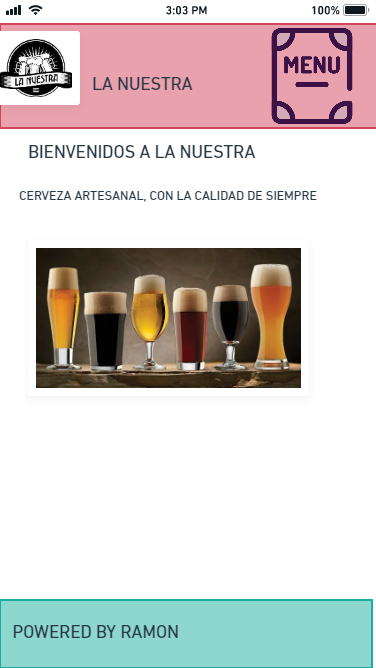 3:03 PM
100%
LA NUESTRA
LA NUESTRA
MENU
BIENVENIDOS A LA NUESTRA
CERVEZA ARTESANAL, CON LA CALIDAD DE SIEMPRE
POWERED BY RAMON